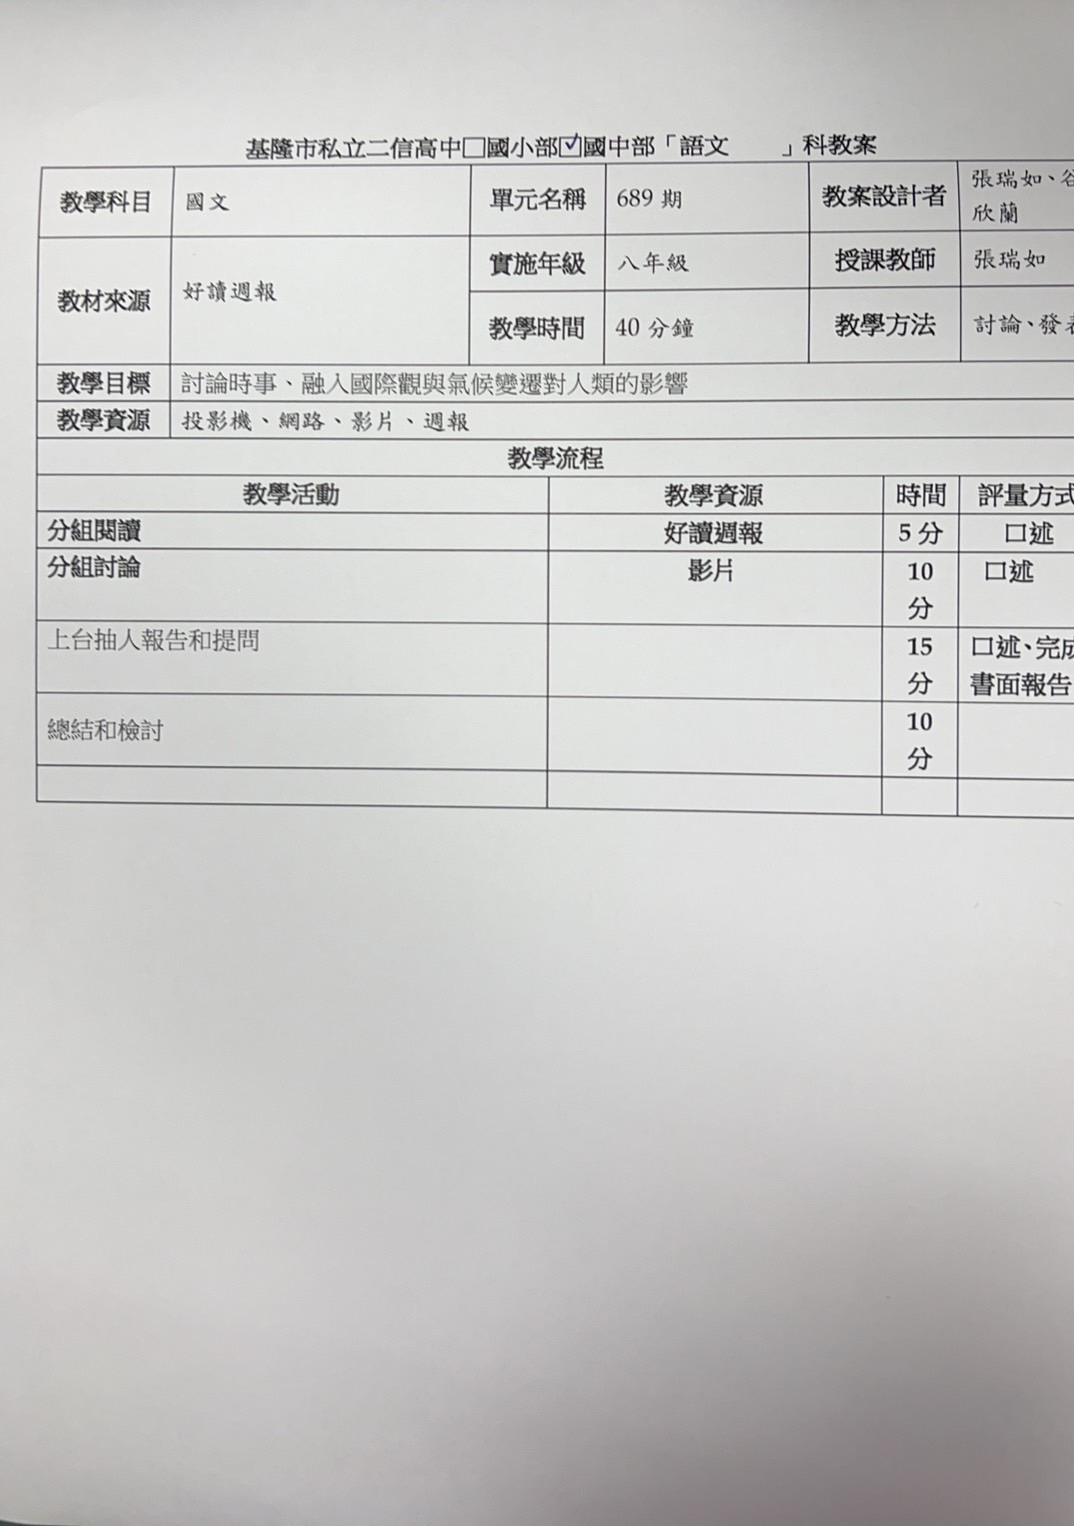 基隆市私立二信高中□國小部☑國中部「語文　　」科教案
教學科目 國文 單元名稱 689 期 教案設計者 張瑞如、谷
欣蘭
教材來源 好讀週報 實施年級 八年級 授課教師 張瑞如
教學時間 40 分鐘 教學方法 討論、發表
教學目標 討論時事、融入國際觀與氣候變遷對人類的影響
教學資源 投影機、網路、影片、週報
教學流程
教學活動 教學資源 時間 評量方式
分組閱讀 好讀週報 5 分 口述
分組討論 影片 10
分 口述
上台抽人報告和提問 15
分 口述、完成
書面報告
總結和檢討 10
分